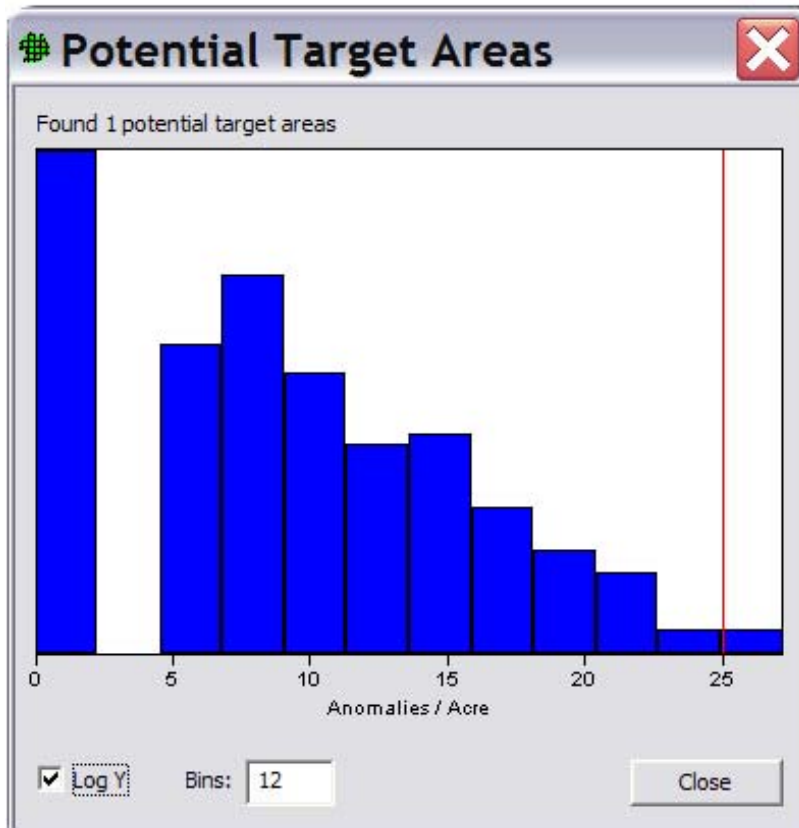 Potential Target Areas
Found 1 potential target areas
0 5 10 15 20 25
Anomalies / Acre
Log Y Bins: 12 Close